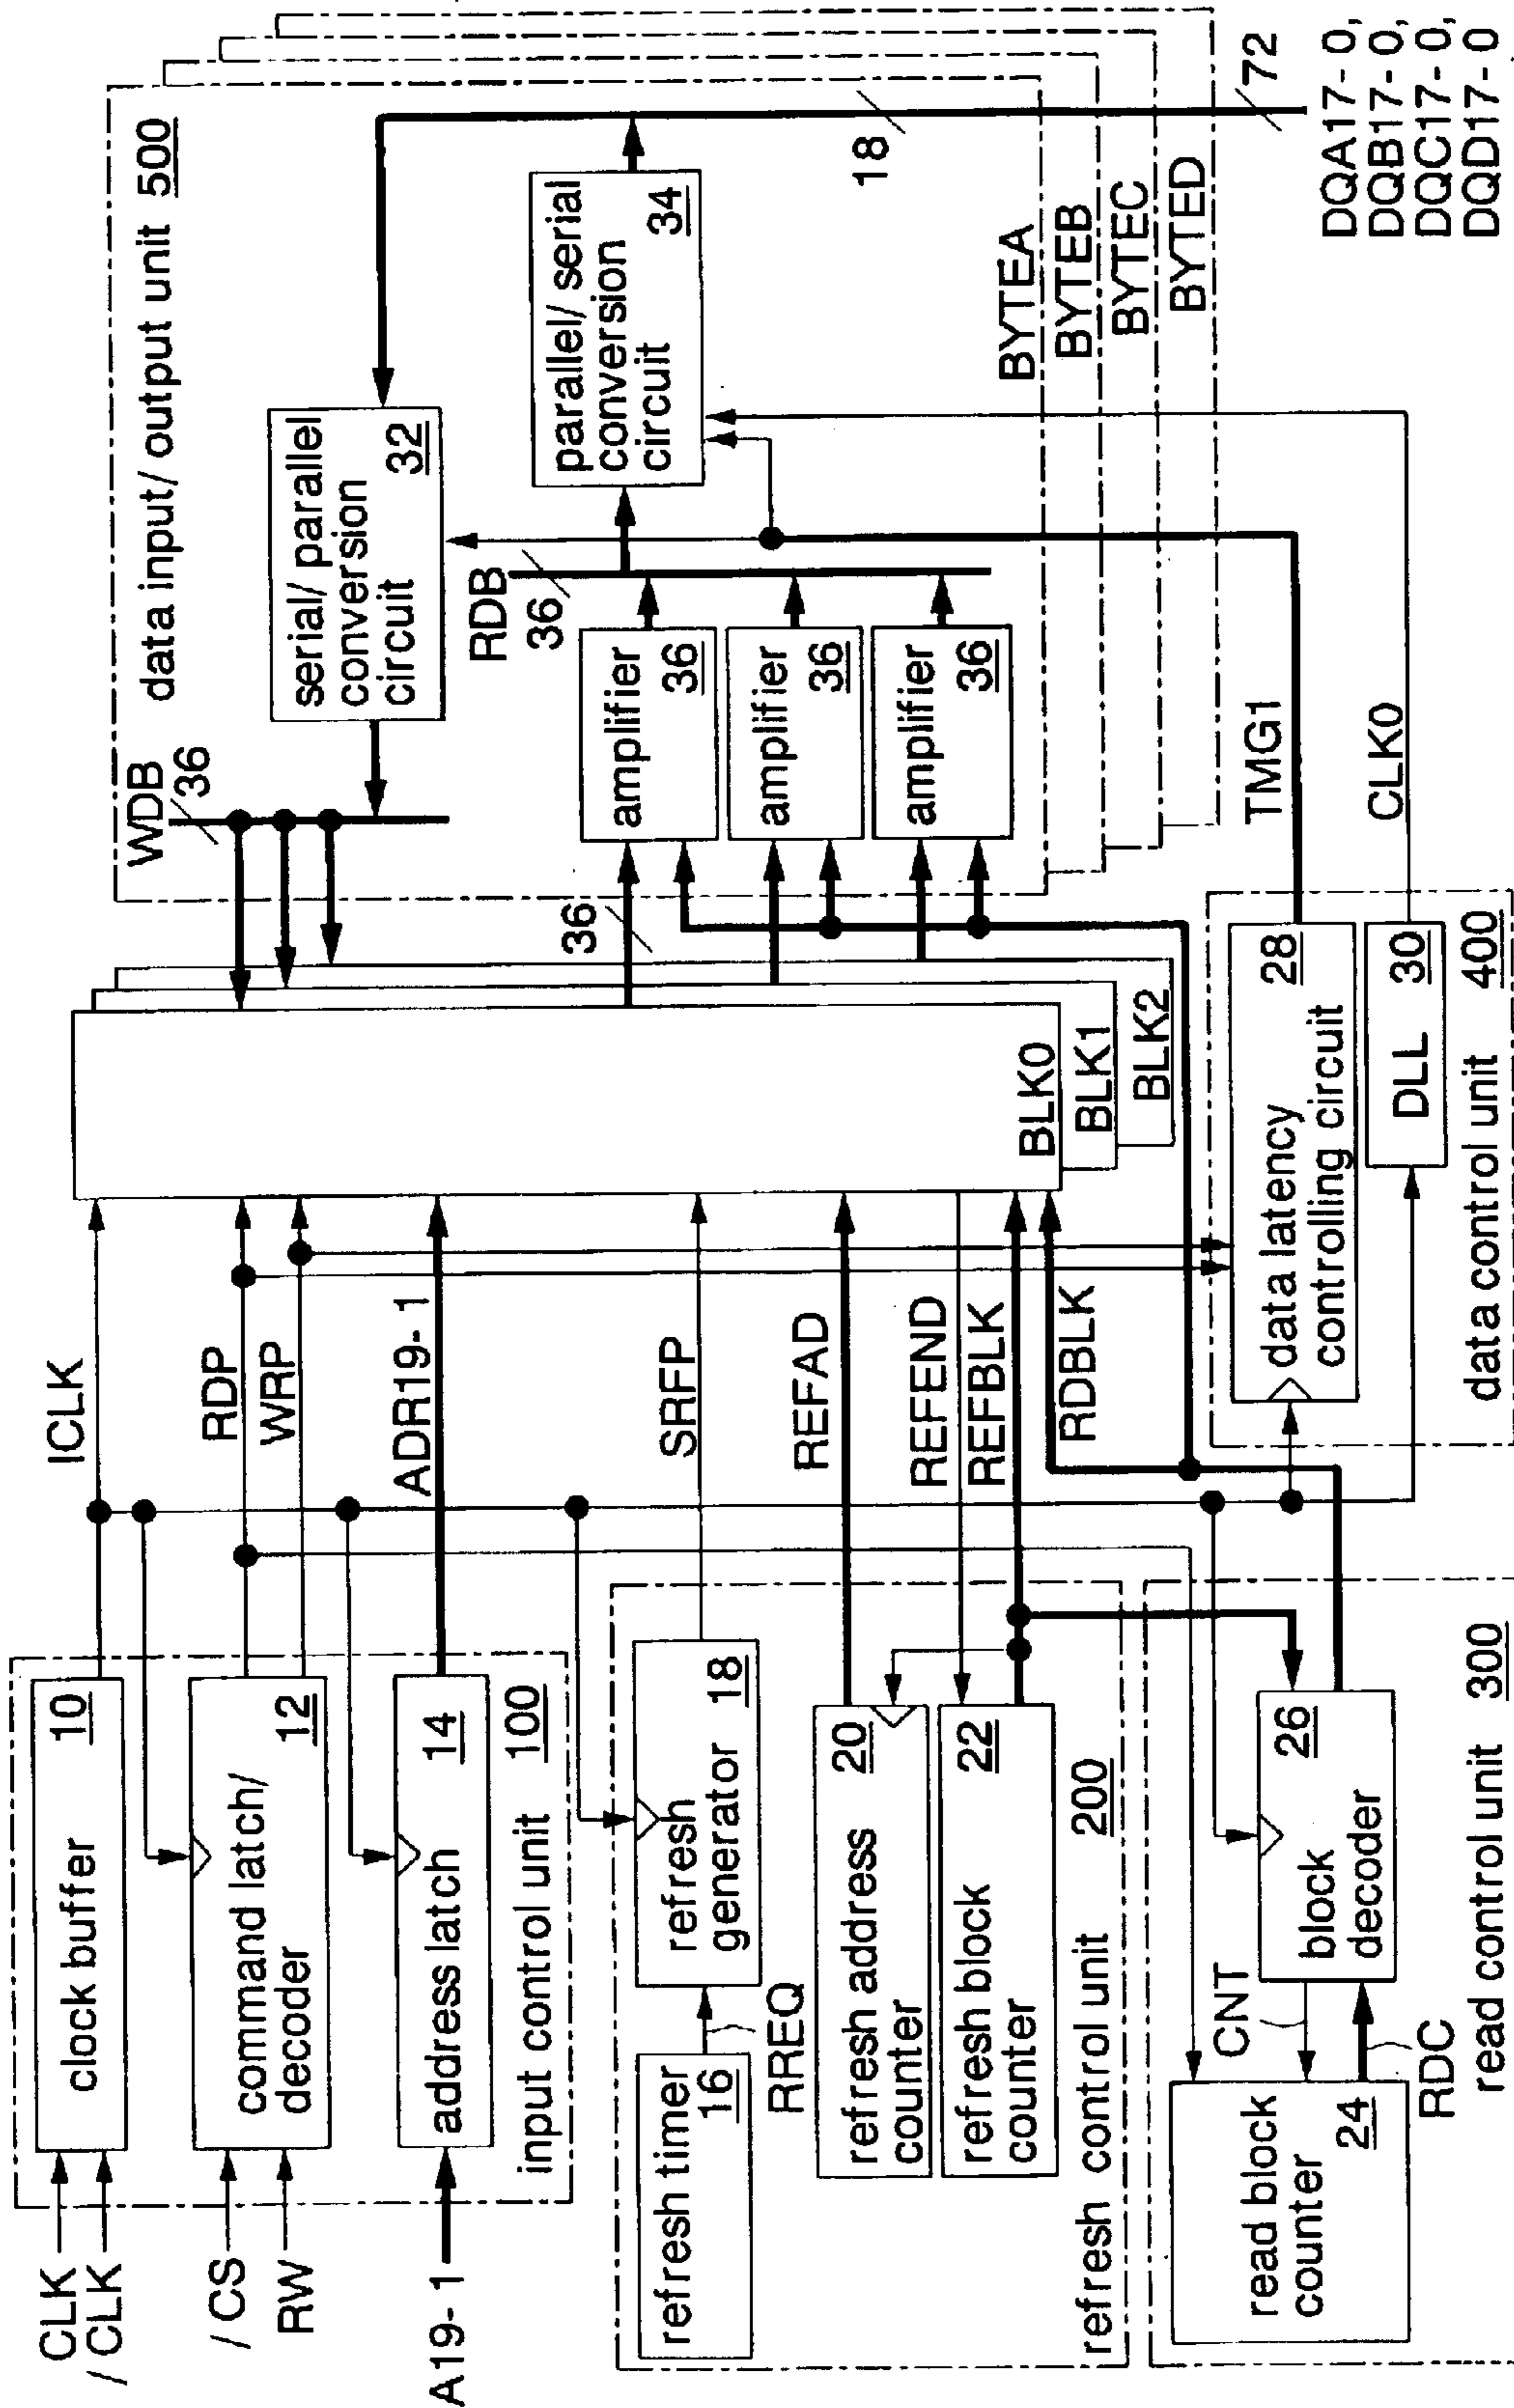 CLK
/ CLK
/ CS
RW
A19- 1
clock buffer 10
command latch/
decoder 12
address latch 14
input control unit 100
ICLK
RDP
WRP
ADR19- 1
refresh timer
16
RREQ
refresh
generator 18
SRFP
refresh address
counter
20
REFAD
refresh block
counter
22
REFEND
REFBLK
refresh control unit 200
RDBLK
read block
counter
24
CNT
RDC
block
decoder
26
read control unit 300
BLK0
BLK1
BLK2
data latency
controlling circuit
28
DLL 30
data control unit 400
TMG1
CLK0
data input/ output unit 500
WDB
36
serial/ parallel
conversion
circuit
32
RDB
36
36
amplifier
36
amplifier
36
amplifier
36
parallel/ serial
conversion
circuit
34
18
72
BYTEA
BYTEB
BYTEC
BYTED
DQA17- 0,
DQB17- 0,
DQC17- 0,
DQD17- 0